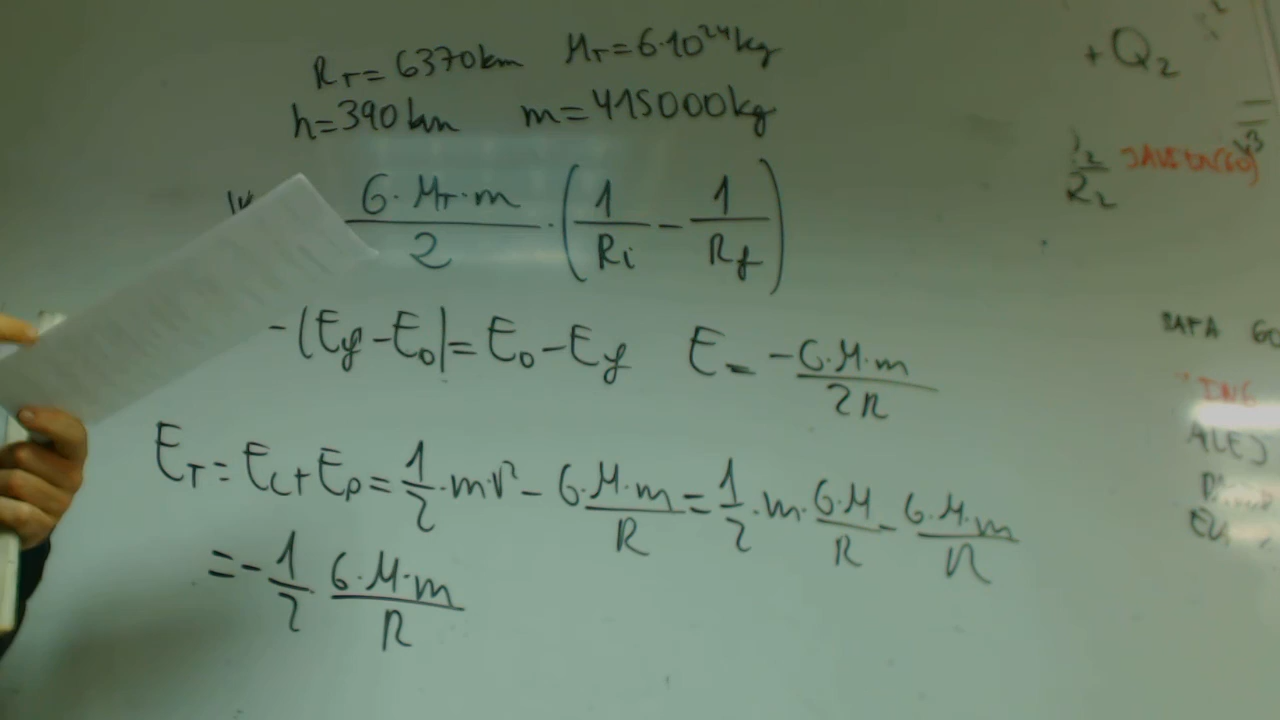 R_T = 6370 km M_T = 6·10^24 kg
h = 390 km m = 415000 kg
G·M_T·m/2 · (1/R_i - 1/R_f)
-(E_f - E_0) = E_0 - E_f E = -G·M·m/2R
E_T = E_C + E_P = 1/2·m·v² - G·M·m/R = 1/2·m·G·M/R - G·M·m/R
= -1/2 G·M·m/R
+ Q_2